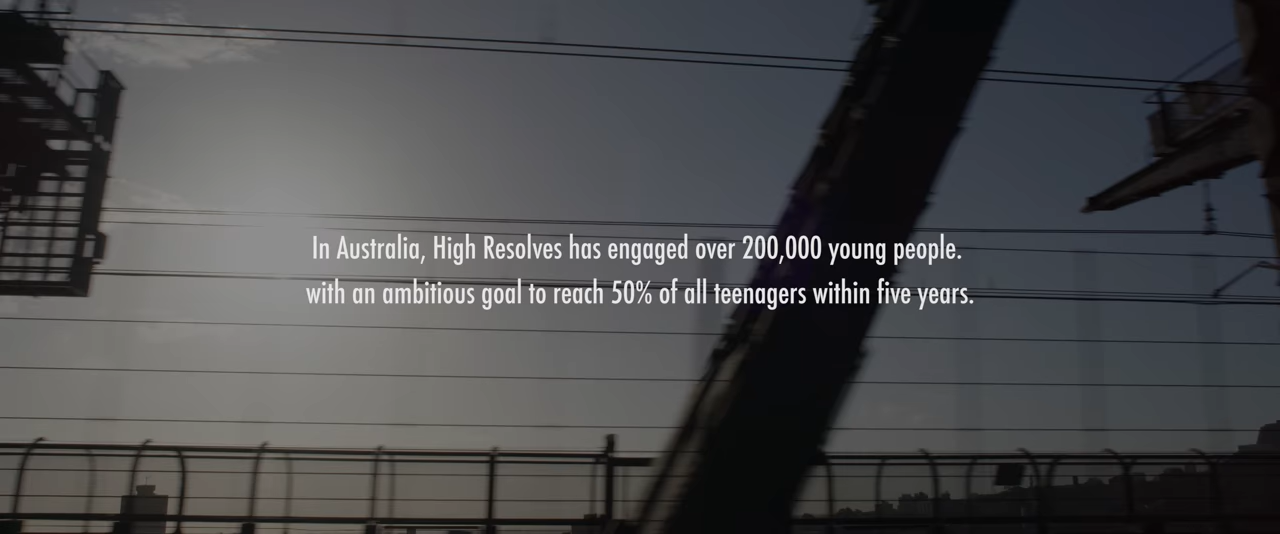 In Australia, High Resolves has engaged over 200,000 young people.
with an ambitious goal to reach 50% of all teenagers within five years.